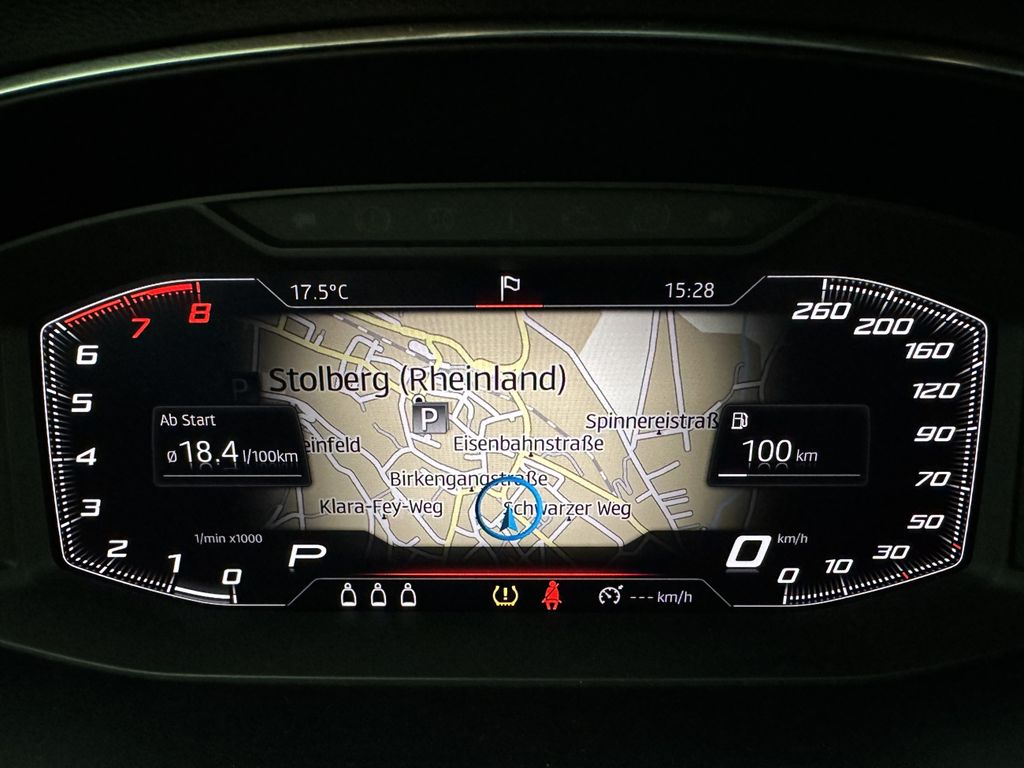 17.5°C
15:28
8
7
6
5
4
3
2
1
0
1/min x1000
P
Ab Start
ø18.4 l/100km
P
Stolberg (Rheinland)
P
Spinnereistraß
einfeld
Eisenbahnstraße
Birkengangstraße
Klara-Fey-Weg
Schwarzer Weg
100 km
0 km/h
260
200
160
120
90
70
50
30
10
0
--- km/h